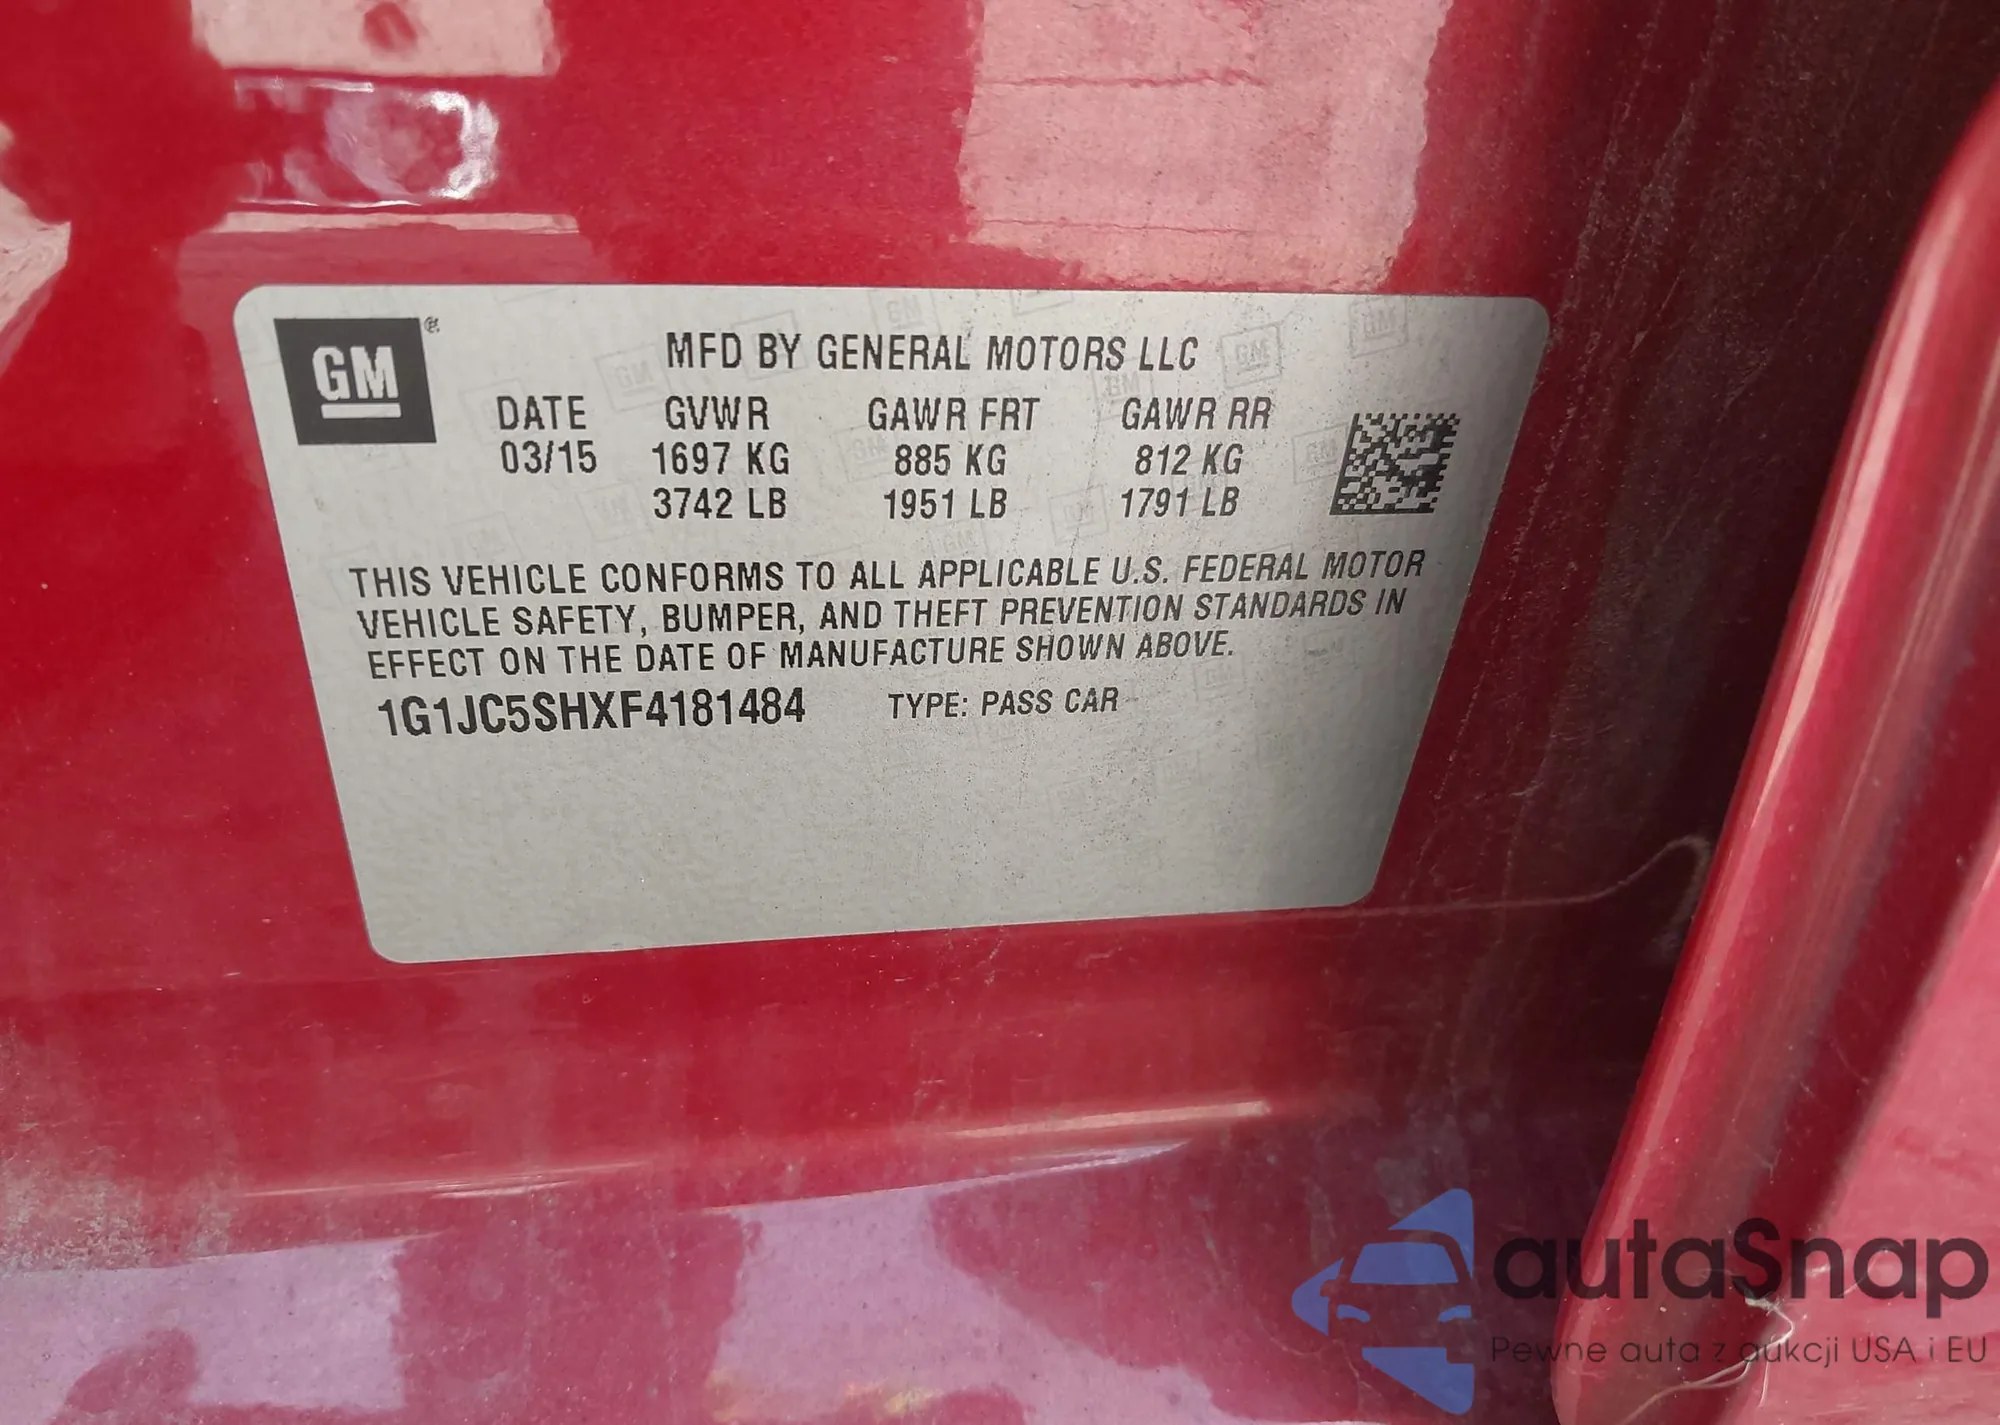 GM ®
MFD BY GENERAL MOTORS LLC
DATE GVWR GAWR FRT GAWR RR
03/15 1697 KG 885 KG 812 KG
3742 LB 1951 LB 1791 LB
THIS VEHICLE CONFORMS TO ALL APPLICABLE U.S. FEDERAL MOTOR
VEHICLE SAFETY, BUMPER, AND THEFT PREVENTION STANDARDS IN
EFFECT ON THE DATE OF MANUFACTURE SHOWN ABOVE.
1G1JC5SHXF4181484 TYPE: PASS CAR
autaSnap
Pewne auta z aukcji USA i EU